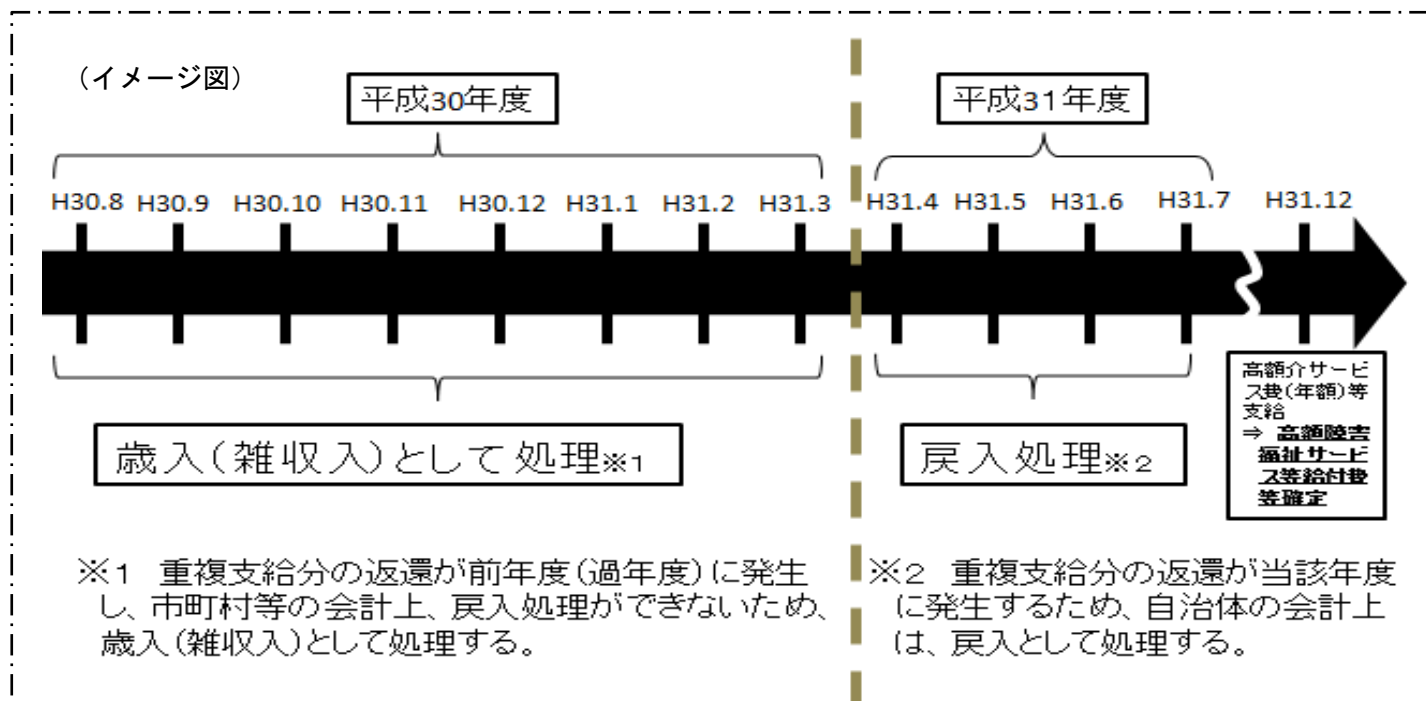 (イメージ図)
平成30年度
平成31年度
H30.8 H30.9 H30.10 H30.11 H30.12 H31.1 H31.2 H31.3 H31.4 H31.5 H31.6 H31.7 H31.12
歳入(雑収入)として処理※1
戻入処理※2
高額介サービ
ス費(年額)等
支給
⇒ 高額障害
福祉サービ
ス等給付費
等確定
※1 重複支給分の返還が前年度(過年度)に発生
し、市町村等の会計上、戻入処理ができないため、
歳入(雑収入)として処理する。
※2 重複支給分の返還が当該年度
に発生するため、自治体の会計上
は、戻入として処理する。